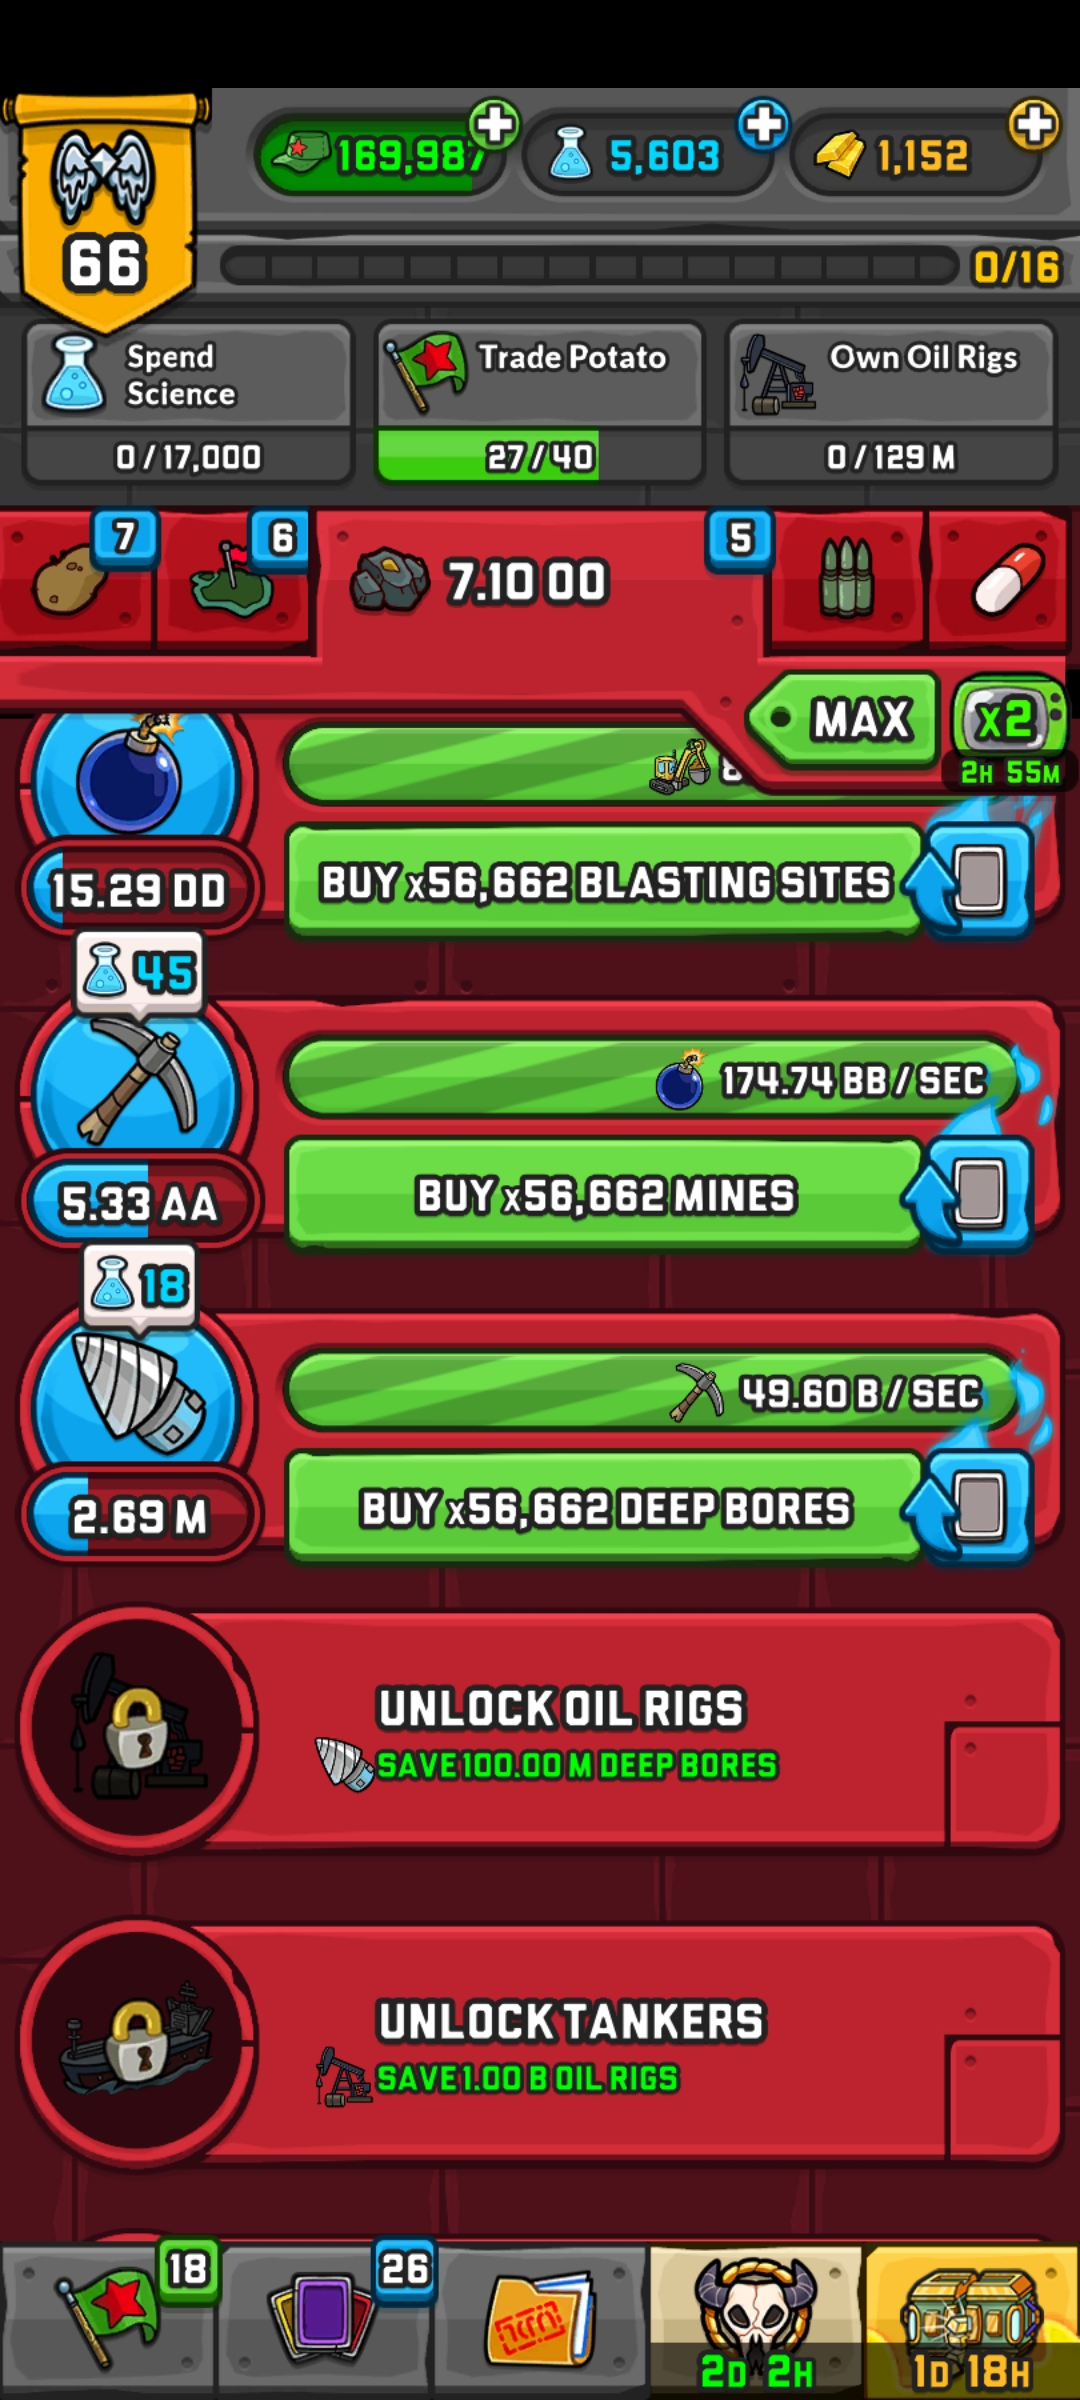 169,987
5,603
1,152
66
0/16
Spend
Science
0 / 17,000
Trade Potato
27 / 40
Own Oil Rigs
0 / 129 M
7
6
7.10 OO
5
MAX
X2
2H 55M
15.29 DD
BUY x56,662 BLASTING SITES
45
174.74 BB / SEC
5.33 AA
BUY x56,662 MINES
18
49.60 B / SEC
2.69 M
BUY x56,662 DEEP BORES
UNLOCK OIL RIGS
SAVE 100.00 M DEEP BORES
UNLOCK TANKERS
SAVE 1.00 B OIL RIGS
18
26
2D 2H
1D 18H